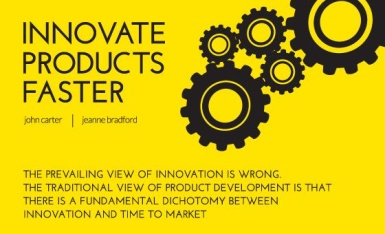 INNOVATE
PRODUCTS
FASTER
john carter | jeanne bradford
THE PREVAILING VIEW OF INNOVATION IS WRONG.
THE TRADITIONAL VIEW OF PRODUCT DEVELOPMENT IS THAT
THERE IS A FUNDAMENTAL DICHOTOMY BETWEEN
INNOVATION AND TIME TO MARKET